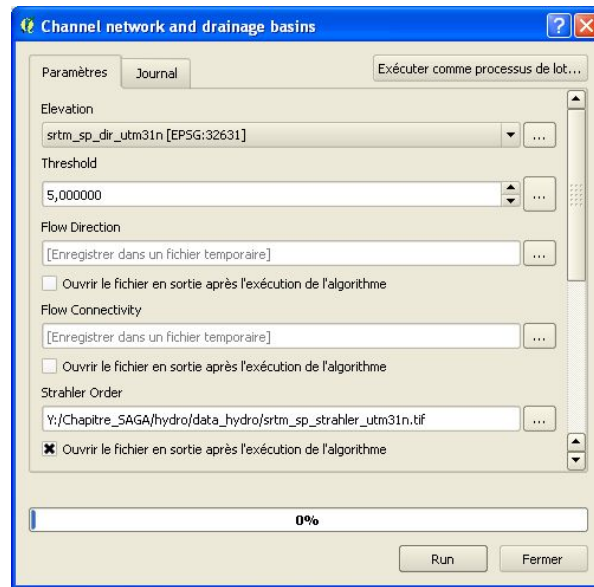 Channel network and drainage basins
Paramètres
Journal
Exécuter comme processus de lot...
Elevation
srtm_sp_dir_utm31n [EPSG:32631]
...
Threshold
5,000000
...
Flow Direction
[Enregistrer dans un fichier temporaire]
...
Ouvrir le fichier en sortie après l'exécution de l'algorithme
Flow Connectivity
[Enregistrer dans un fichier temporaire]
...
Ouvrir le fichier en sortie après l'exécution de l'algorithme
Strahler Order
Y:/Chapitre_SAGA/hydro/data_hydro/srtm_sp_strahler_utm31n.tif
...
Ouvrir le fichier en sortie après l'exécution de l'algorithme
0%
Run
Fermer